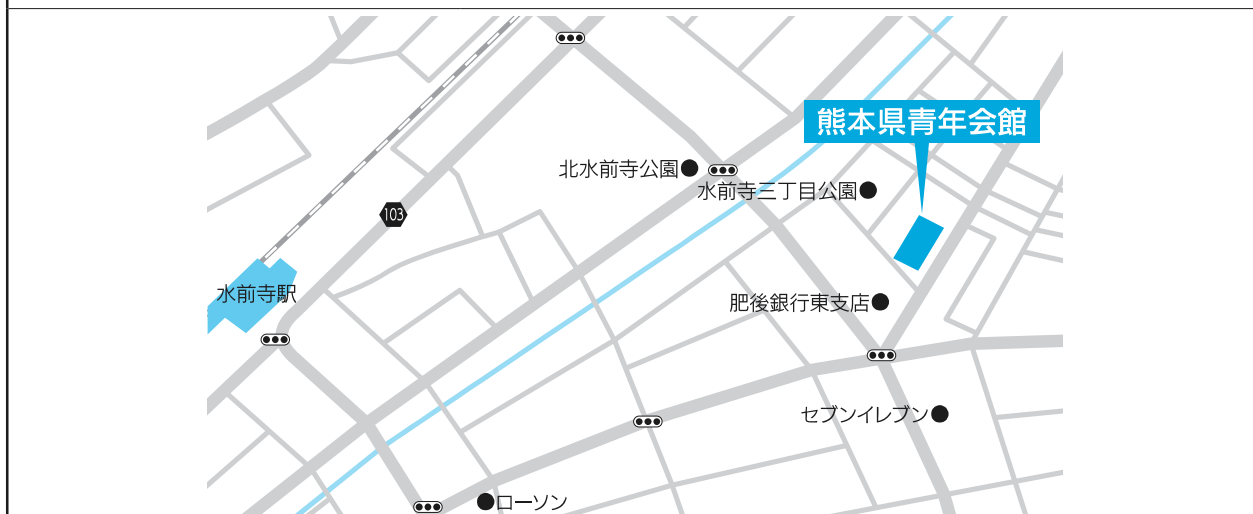 熊本県青年会館
北水前寺公園
水前寺三丁目公園
103
水前寺駅
肥後銀行東支店
セブンイレブン
ローソン